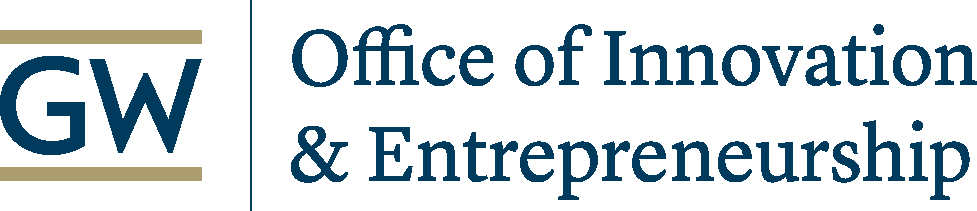 GW
Office of Innovation
& Entrepreneurship